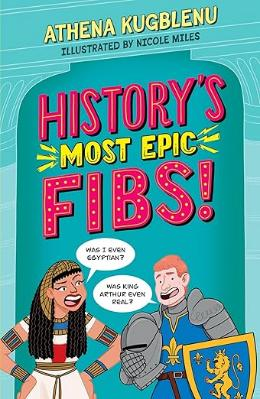 ATHENA KUGBLENU
ILLUSTRATED BY NICOLE MILES
HISTORY'S
MOST EPIC
FIBS!
WAS I EVEN
EGYPTIAN?
WAS KING
ARTHUR EVEN
REAL?